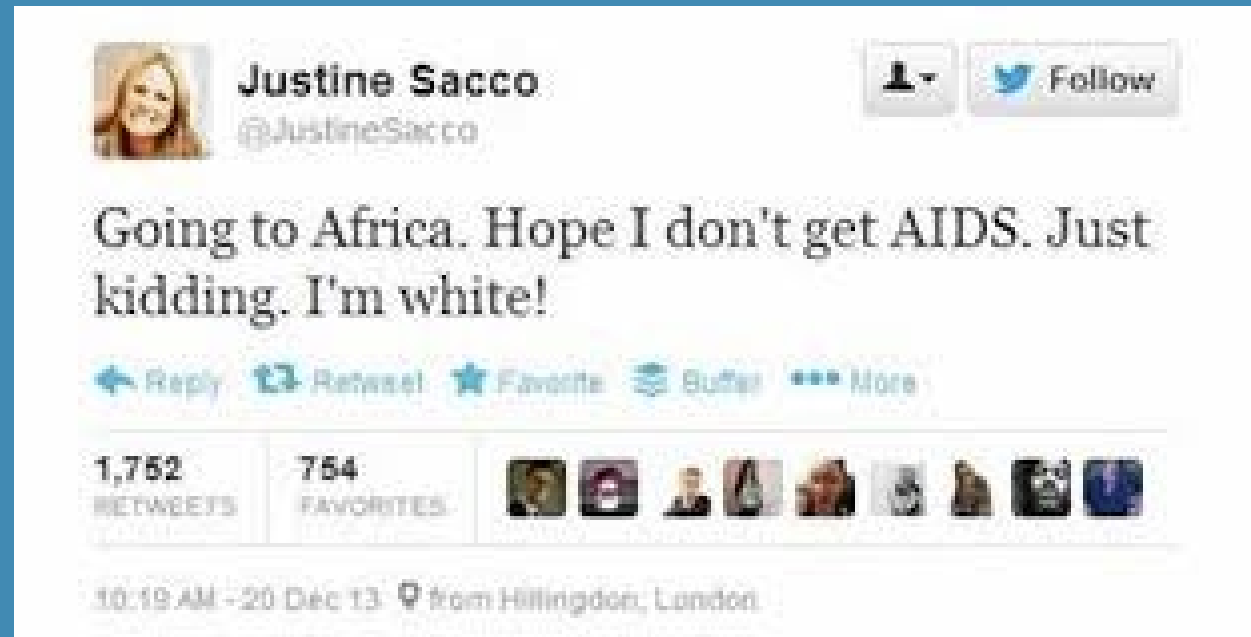 Justine Sacco
@JustineSacco
Follow
Going to Africa. Hope I don't get AIDS. Just
kidding. I'm white!
Reply Retweet Favorite Buffer More
1,752 754
RETWEETS FAVORITES
10:19 AM - 20 Dec 13 from Hillingdon, London